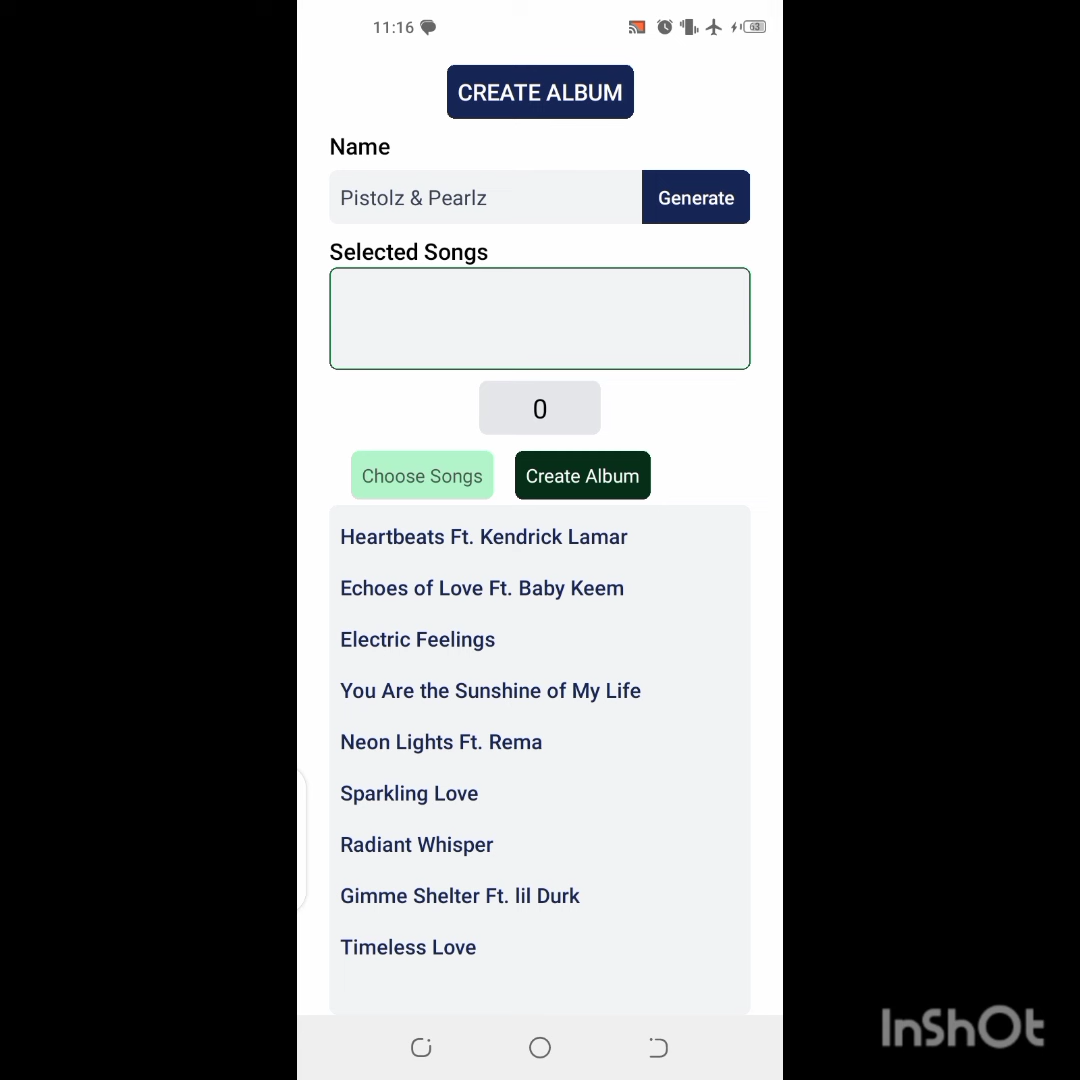 11:16
63
CREATE ALBUM
Name
Pistolz & Pearlz
Generate
Selected Songs
0
Choose Songs
Create Album
Heartbeats Ft. Kendrick Lamar
Echoes of Love Ft. Baby Keem
Electric Feelings
You Are the Sunshine of My Life
Neon Lights Ft. Rema
Sparkling Love
Radiant Whisper
Gimme Shelter Ft. lil Durk
Timeless Love
InShOt